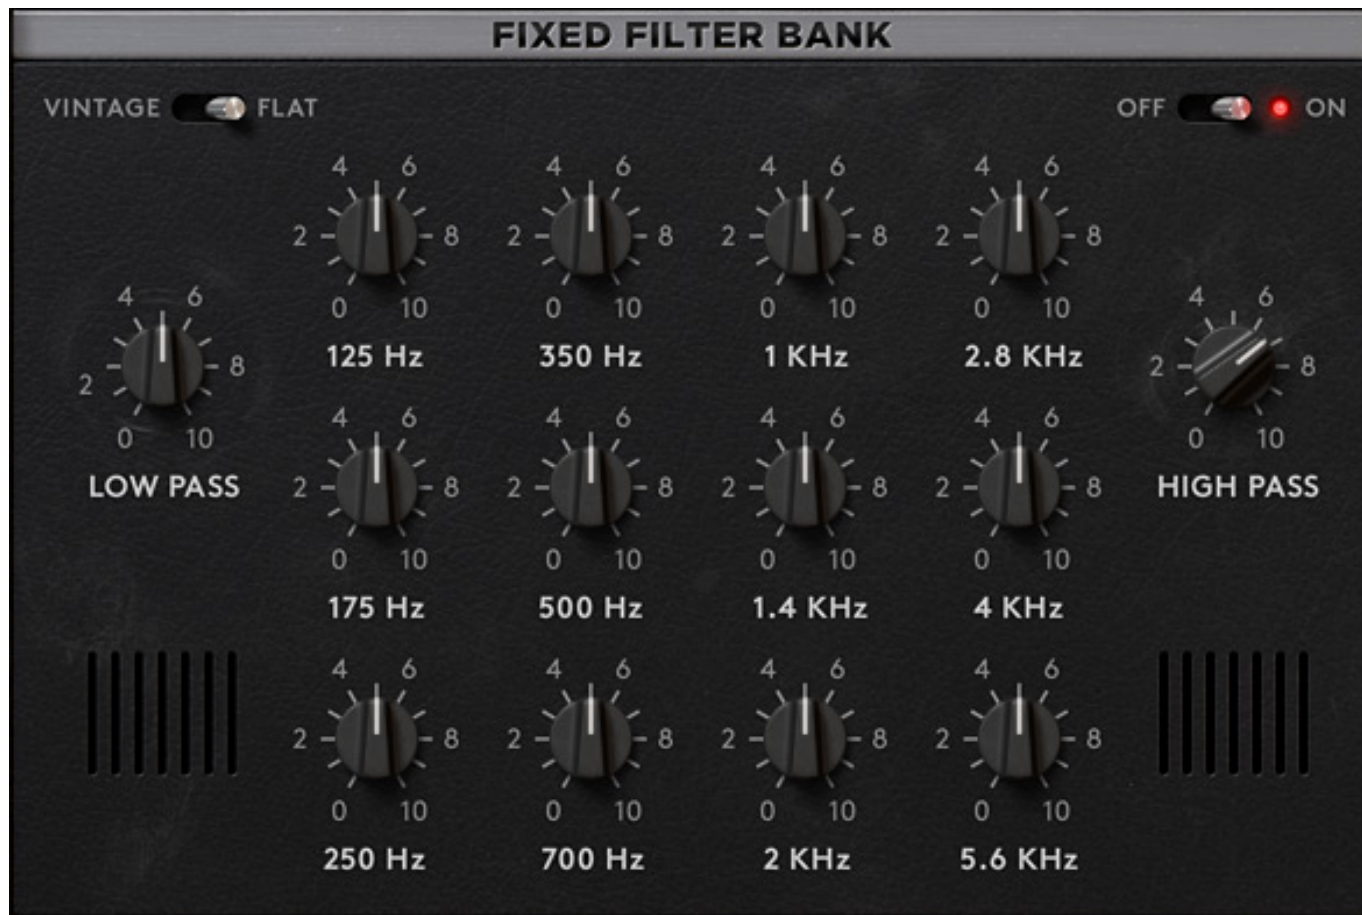 FIXED FILTER BANK
VINTAGE FLAT OFF ON
4 6 4 6 4 6 4 6
2 8 2 8 2 8 2 8
0 10 0 10 0 10 0 10
125 Hz 350 Hz 1 KHz 2.8 KHz
4 6
2 8
0 10
LOW PASS
4 6
2 8
0 10
HIGH PASS
4 6 4 6 4 6 4 6
2 8 2 8 2 8 2 8
0 10 0 10 0 10 0 10
175 Hz 500 Hz 1.4 KHz 4 KHz
4 6 4 6 4 6 4 6
2 8 2 8 2 8 2 8
0 10 0 10 0 10 0 10
250 Hz 700 Hz 2 KHz 5.6 KHz